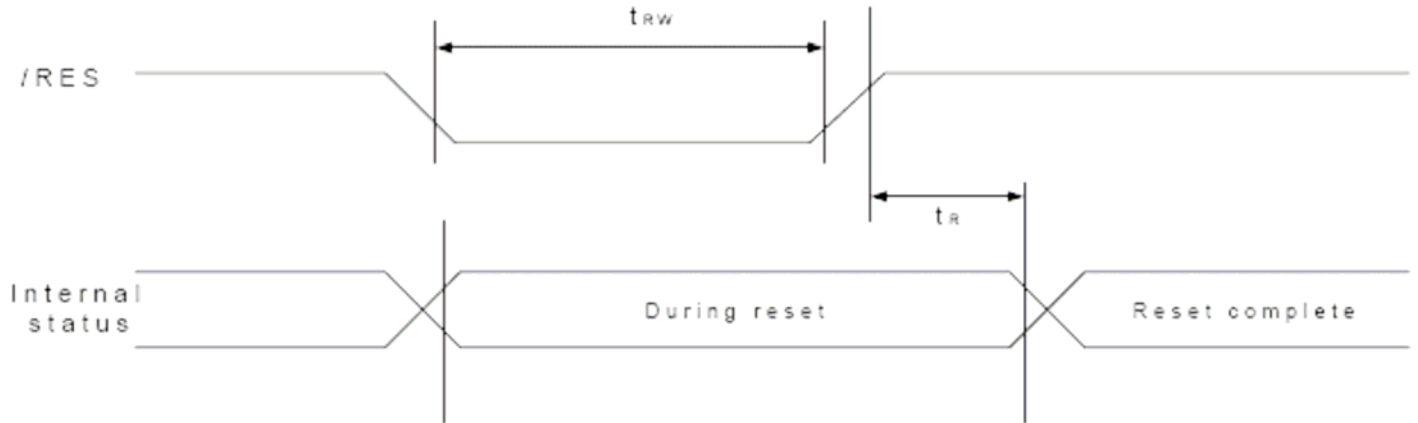 tRW
/RES
tR
Internal
status
During reset
Reset complete